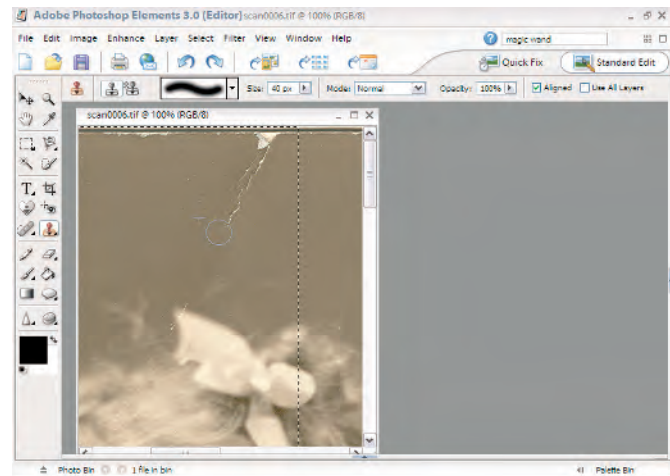 Adobe Photoshop Elements 3.0 (Editor) scan0006.tif @ 100% (RGB/8)
File Edit Image Enhance Layer Select Filter View Window Help magic wand
Quick Fix Standard Edit
Size: 40 px Mode: Normal Opacity: 100% Aligned Use All Layers
scan0006.tif @ 100% (RGB/8)
T
Photo Bin 1 file in bin Palette Bin